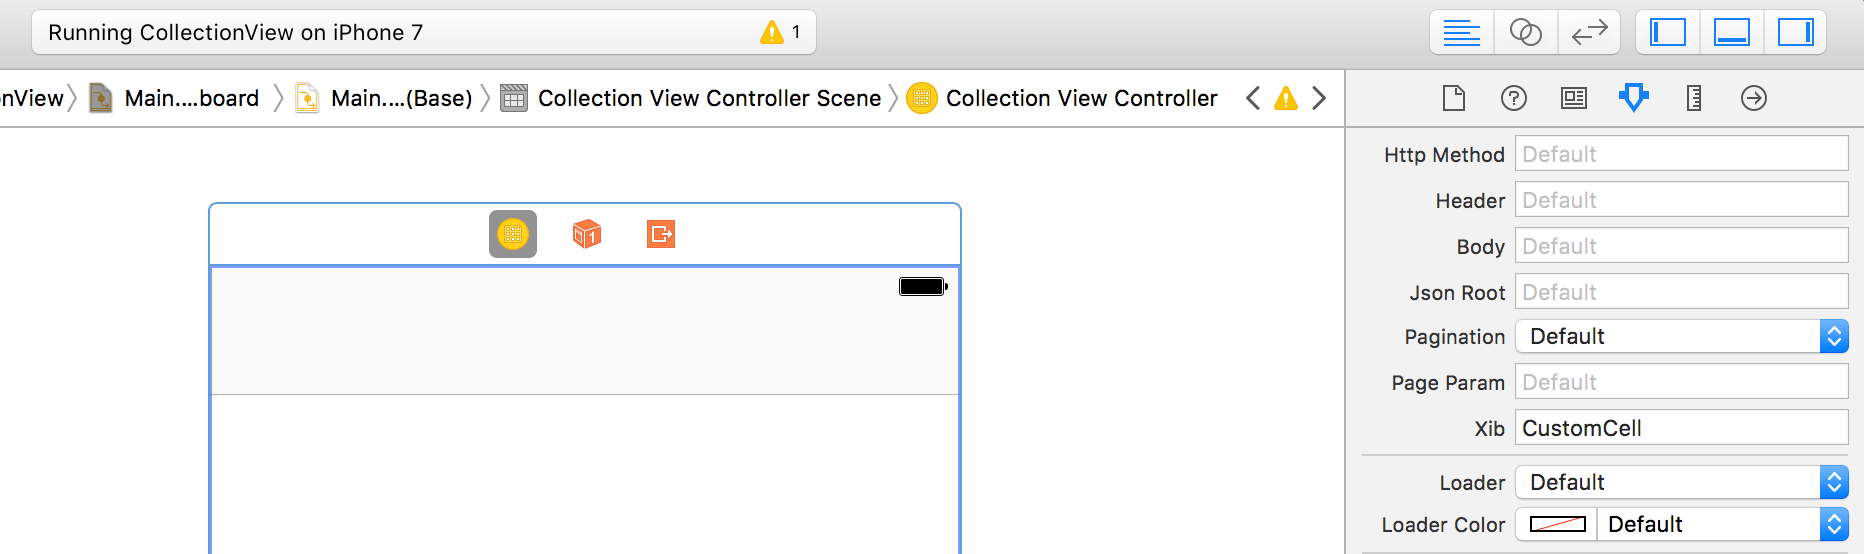 Running CollectionView on iPhone 7
1
nView
Main....board
Main....(Base)
Collection View Controller Scene
Collection View Controller
1
Http Method Default
Header Default
Body Default
Json Root Default
Pagination Default
Page Param Default
Xib CustomCell
Loader Default
Loader Color Default